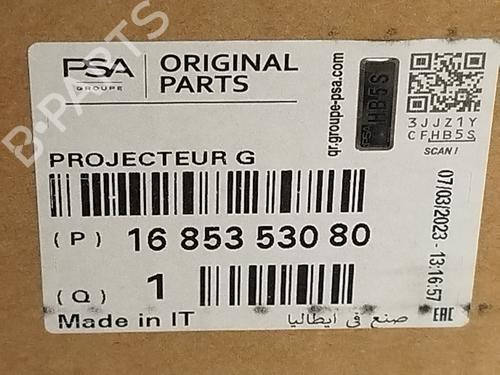 PSA
GROUPE
ORIGINAL
PARTS
qr.groupe-psa.com
PSA HB5S
3JJZ1Y
CFHB5S
SCAN !
PROJECTEUR G
(P) 16 853 530 80
(Q) 1
07/03/2023 - 13:16:57
Made in IT
صنع في ايطاليا
EAC
B-PARTS